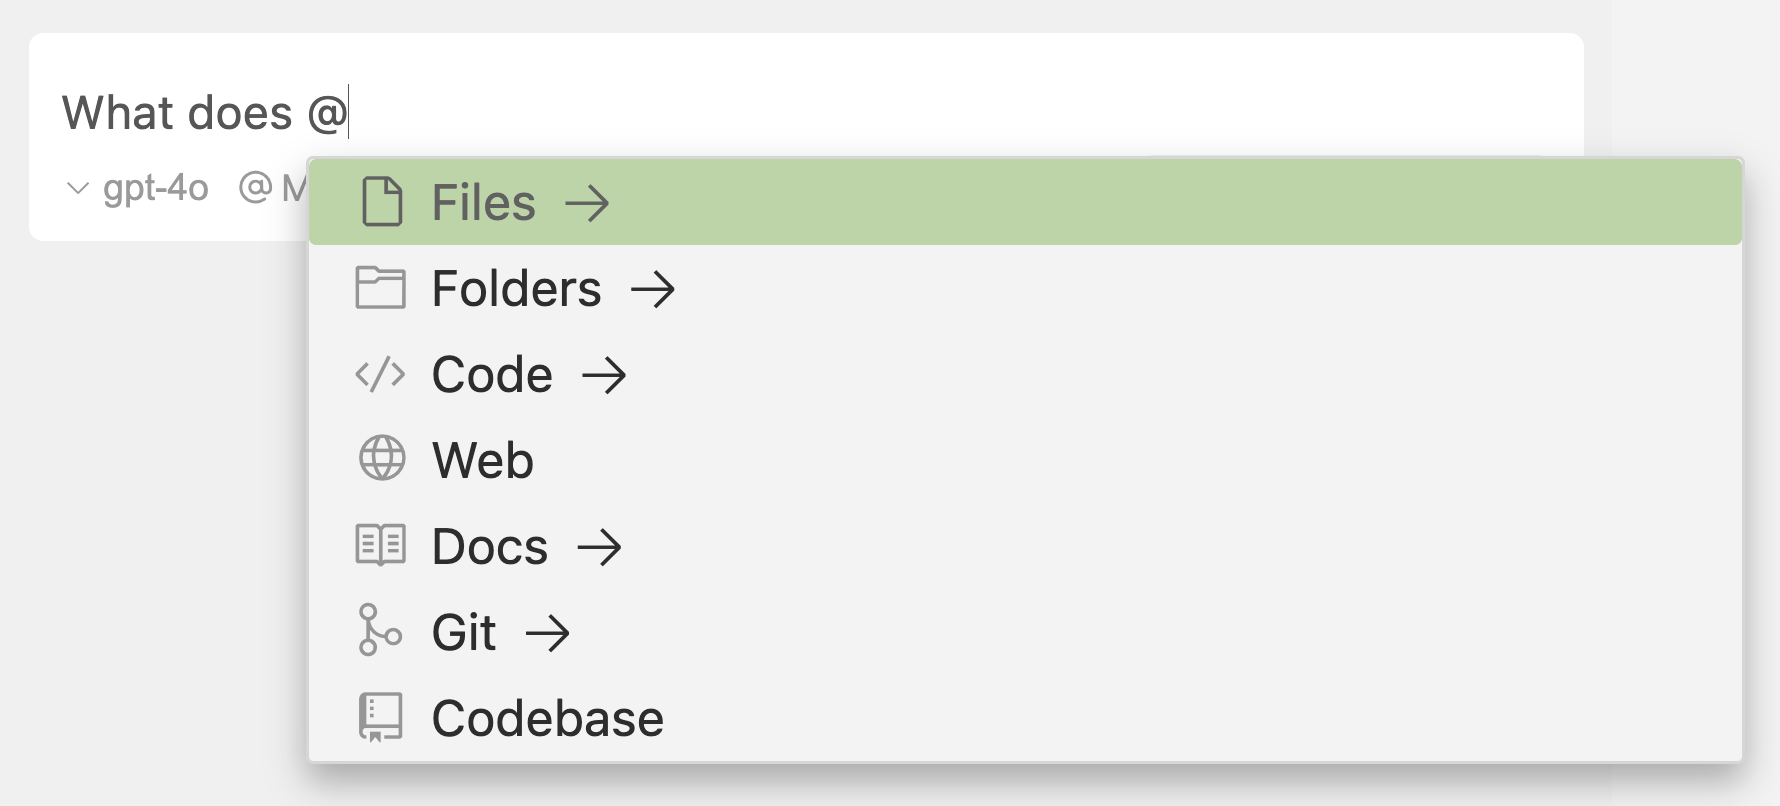 What does @
gpt-4o @ M
Files →
Folders →
Code →
Web
Docs →
Git →
Codebase